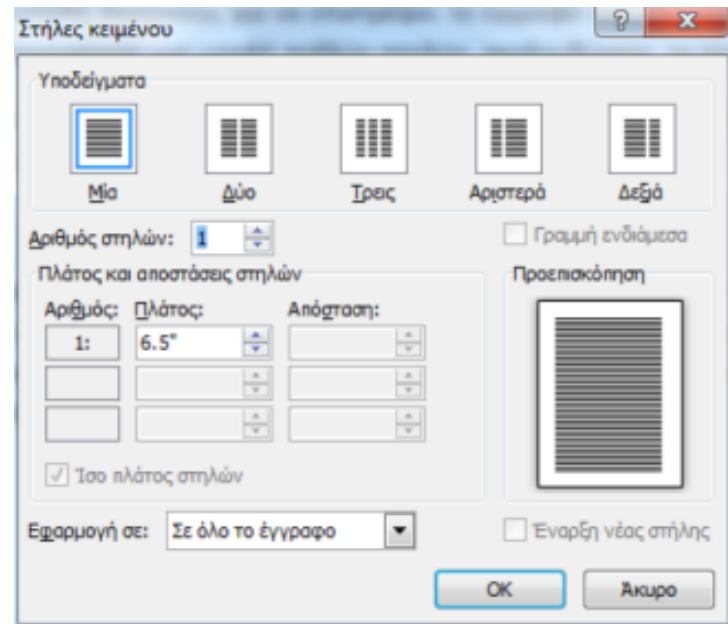 Στήλες κειμένου
Υποδείγματα
Μία Δύο Τρεις Αριστερά Δεξιά
Αριθμός στηλών: 1 Γραμμή ενδιάμεσα
Πλάτος και αποστάσεις στηλών Προεπισκόπηση
Αριθμός: Πλάτος: Απόσταση:
1: 6.5"
Ίσο πλάτος στηλών
Εφαρμογή σε: Σε όλο το έγγραφο Έναρξη νέας στήλης
OK Άκυρο